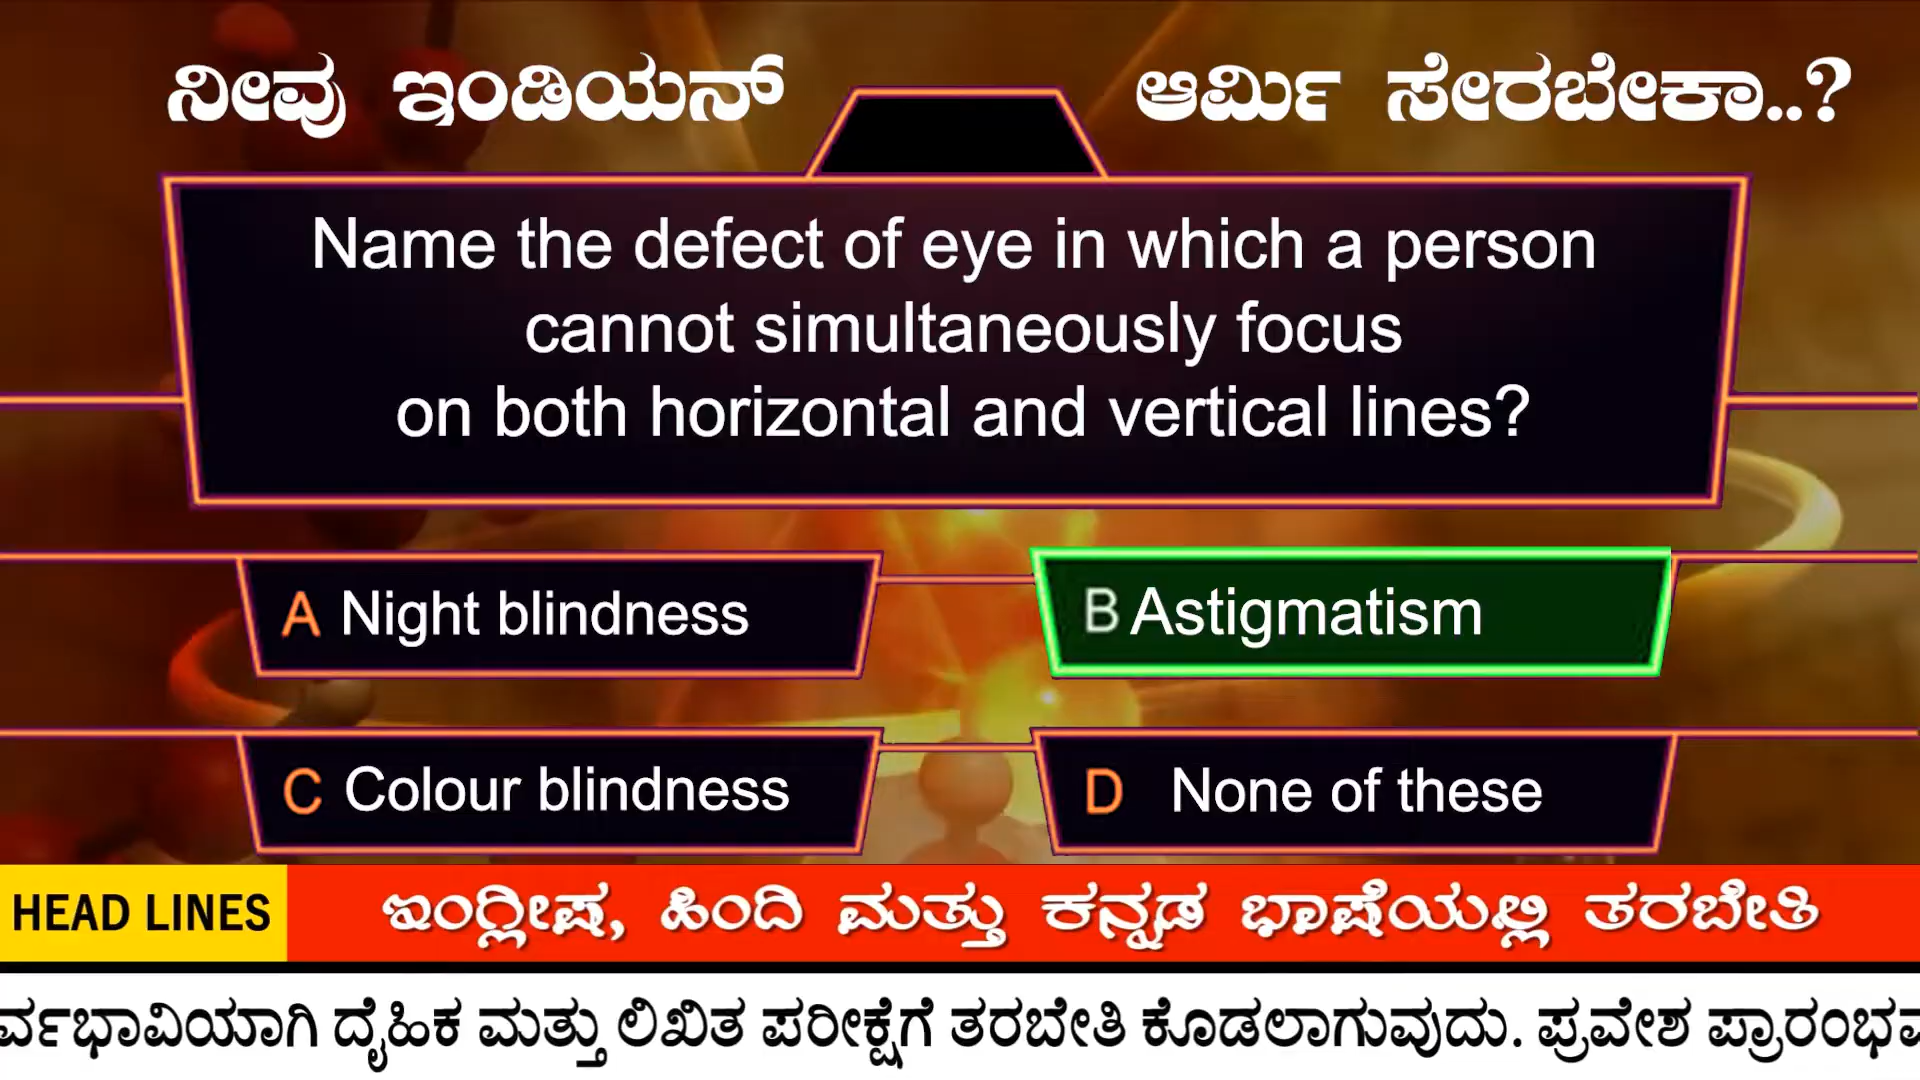 ನೀವು ಇಂಡಿಯನ್ ಆರ್ಮಿ ಸೇರಬೇಕಾ..?
Name the defect of eye in which a person
cannot simultaneously focus
on both horizontal and vertical lines?
A Night blindness
B Astigmatism
C Colour blindness
D None of these
HEAD LINES
ಇಂಗ್ಲೀಷ, ಹಿಂದಿ ಮತ್ತು ಕನ್ನಡ ಭಾಷೆಯಲ್ಲಿ ತರಬೇತಿ
ರ್ವಭಾವಿಯಾಗಿ ದೈಹಿಕ ಮತ್ತು ಲಿಖಿತ ಪರೀಕ್ಷೆಗೆ ತರಬೇತಿ ಕೊಡಲಾಗುವುದು. ಪ್ರವೇಶ ಪ್ರಾರಂಭವ